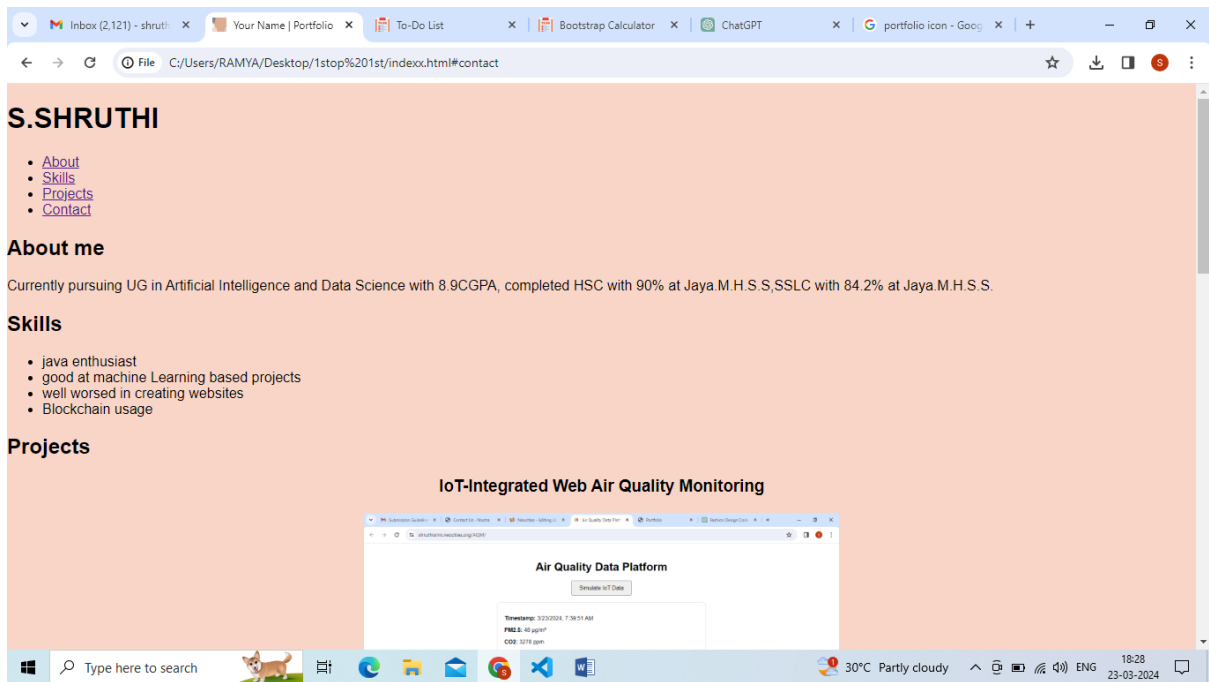 Inbox (2,121) - shruth
Your Name | Portfolio
To-Do List
Bootstrap Calculator
ChatGPT
portfolio icon - Goog
File C:/Users/RAMYA/Desktop/1stop%201st/indexx.html#contact
S
S.SHRUTHI
About
Skills
Projects
Contact
About me
Currently pursuing UG in Artificial Intelligence and Data Science with 8.9CGPA, completed HSC with 90% at Jaya.M.H.S.S,SSLC with 84.2% at Jaya.M.H.S.S.
Skills
java enthusiast
good at machine Learning based projects
well worsed in creating websites
Blockchain usage
Projects
IoT-Integrated Web Air Quality Monitoring
Air Quality Data Platform
Simulate IoT Data
Timestamp: 3/23/2024, 7:39:51 AM
PM2.5: 46 µg/m³
CO2: 3278 ppm
Type here to search
30°C Partly cloudy
ENG
18:28
23-03-2024